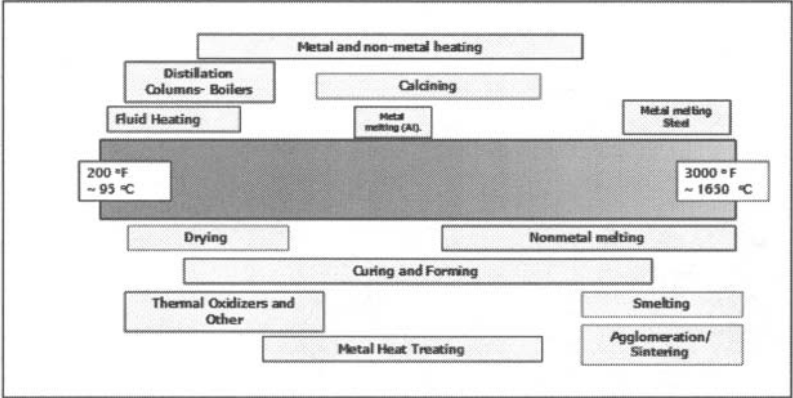 Metal and non-metal heating
Distillation
Columns- Boilers
Calcining
Fluid Heating
Metal
melting (Al).
Metal melting
Steel
200 °F
~ 95 °C
3000 ° F
~ 1650 °C
Drying
Nonmetal melting
Curing and Forming
Thermal Oxidizers and
Other
Smelting
Metal Heat Treating
Agglomeration/
Sintering